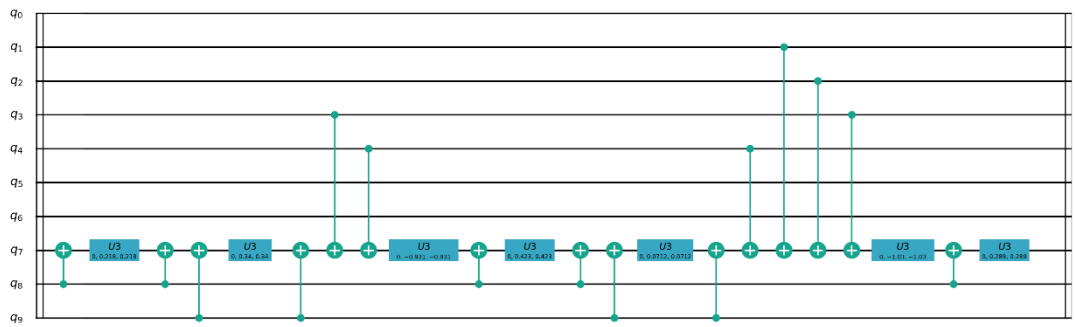 q0
q1
q2
q3
q4
q5
q6
q7
q8
q9
U3
0, 0.218, 0.218
U3
0, 0.34, 0.34
U3
0, −0.831, −0.831
U3
0, 0.423, 0.423
U3
0, 0.0712, 0.0712
U3
0, −1.03, −1.03
U3
0, 0.289, 0.289